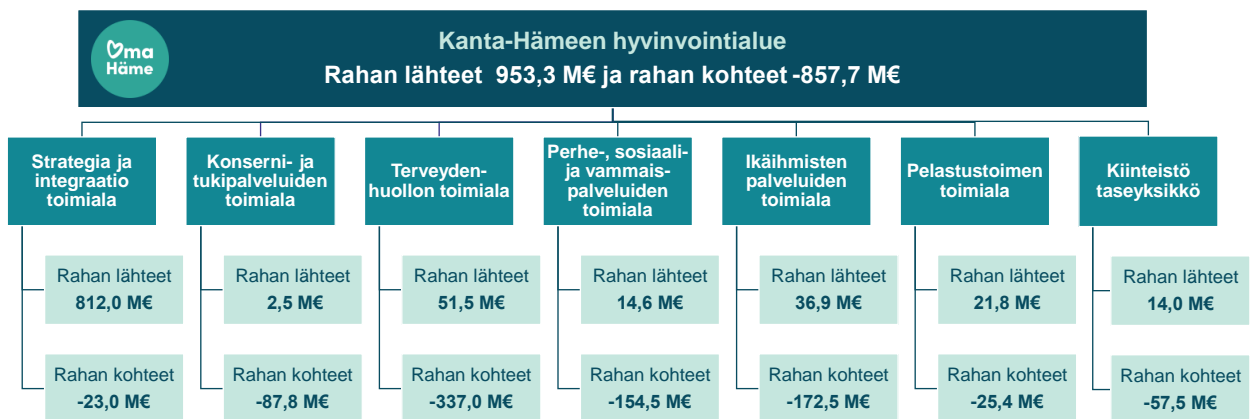 Oma
Häme
Kanta-Hämeen hyvinvointialue
Rahan lähteet 953,3 M€ ja rahan kohteet -857,7 M€
Strategia ja
integraatio
toimiala
Konserni- ja
tukipalveluiden
toimiala
Terveyden-
huollon toimiala
Perhe-, sosiaali-
ja vammais-
palveluiden
toimiala
Ikäihmisten
palveluiden
toimiala
Pelastustoimen
toimiala
Kiinteistö
taseyksikkö
Rahan lähteet
812,0 M€
Rahan lähteet
2,5 M€
Rahan lähteet
51,5 M€
Rahan lähteet
14,6 M€
Rahan lähteet
36,9 M€
Rahan lähteet
21,8 M€
Rahan lähteet
14,0 M€
Rahan kohteet
-23,0 M€
Rahan kohteet
-87,8 M€
Rahan kohteet
-337,0 M€
Rahan kohteet
-154,5 M€
Rahan kohteet
-172,5 M€
Rahan kohteet
-25,4 M€
Rahan kohteet
-57,5 M€